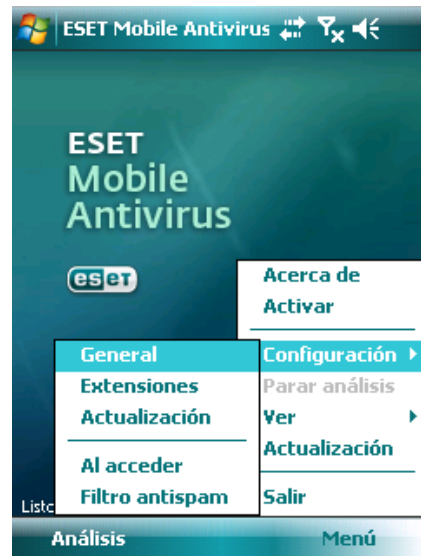 ESET Mobile Antivirus
ESET
Mobile
Antivirus
eseT
Acerca de
Activar
Configuración
Parar análisis
Ver
Actualización
Salir
General
Extensiones
Actualización
Al acceder
Filtro antispam
Análisis
Menú